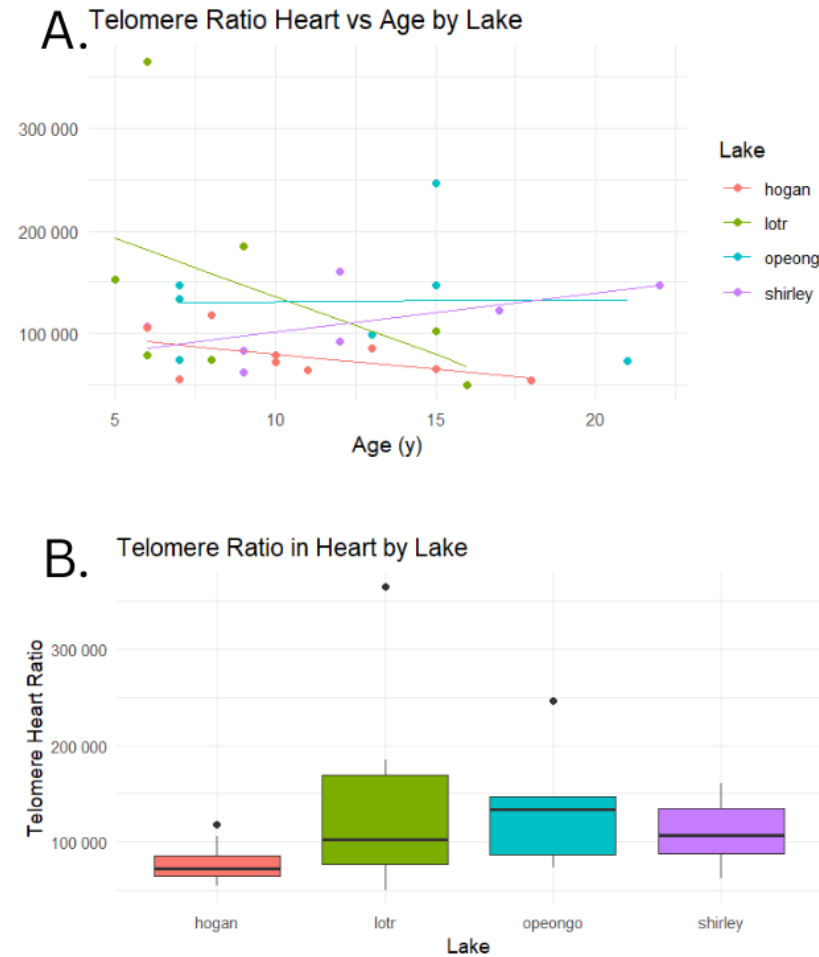 A. Telomere Ratio Heart vs Age by Lake
300 000
200 000
100 000
5 10 15 20
Age (y)
Lake
hogan
lotr
opeong
shirley
B. Telomere Ratio in Heart by Lake
Telomere Heart Ratio
300 000
200 000
100 000
hogan lotr opeongo shirley
Lake